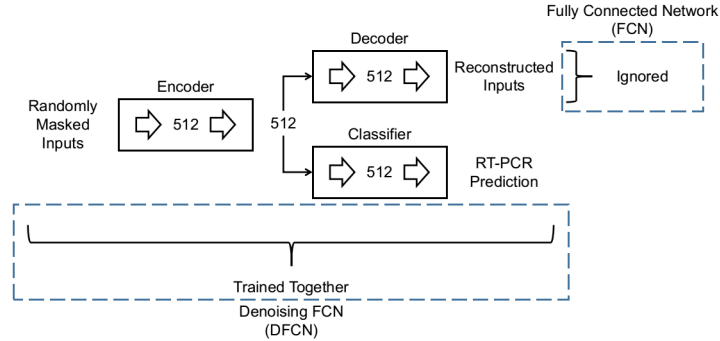 Fully Connected Network
(FCN)
Decoder
512
Reconstructed
Inputs
Ignored
Encoder
Randomly
Masked
Inputs
512
512
Classifier
512
RT-PCR
Prediction
Trained Together
Denoising FCN
(DFCN)